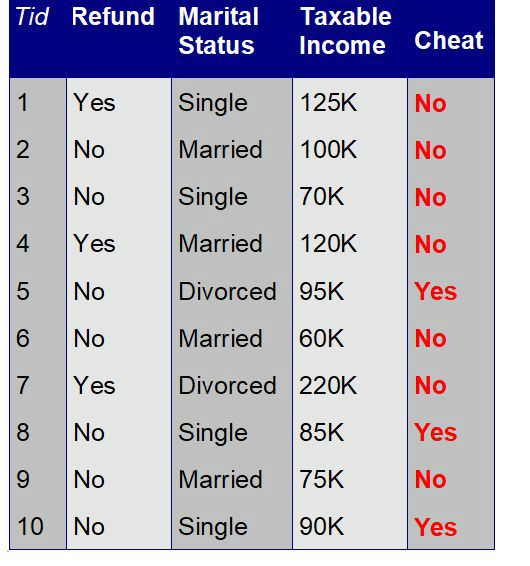 Tid Refund Marital Status Taxable Income Cheat
1 Yes Single 125K No
2 No Married 100K No
3 No Single 70K No
4 Yes Married 120K No
5 No Divorced 95K Yes
6 No Married 60K No
7 Yes Divorced 220K No
8 No Single 85K Yes
9 No Married 75K No
10 No Single 90K Yes